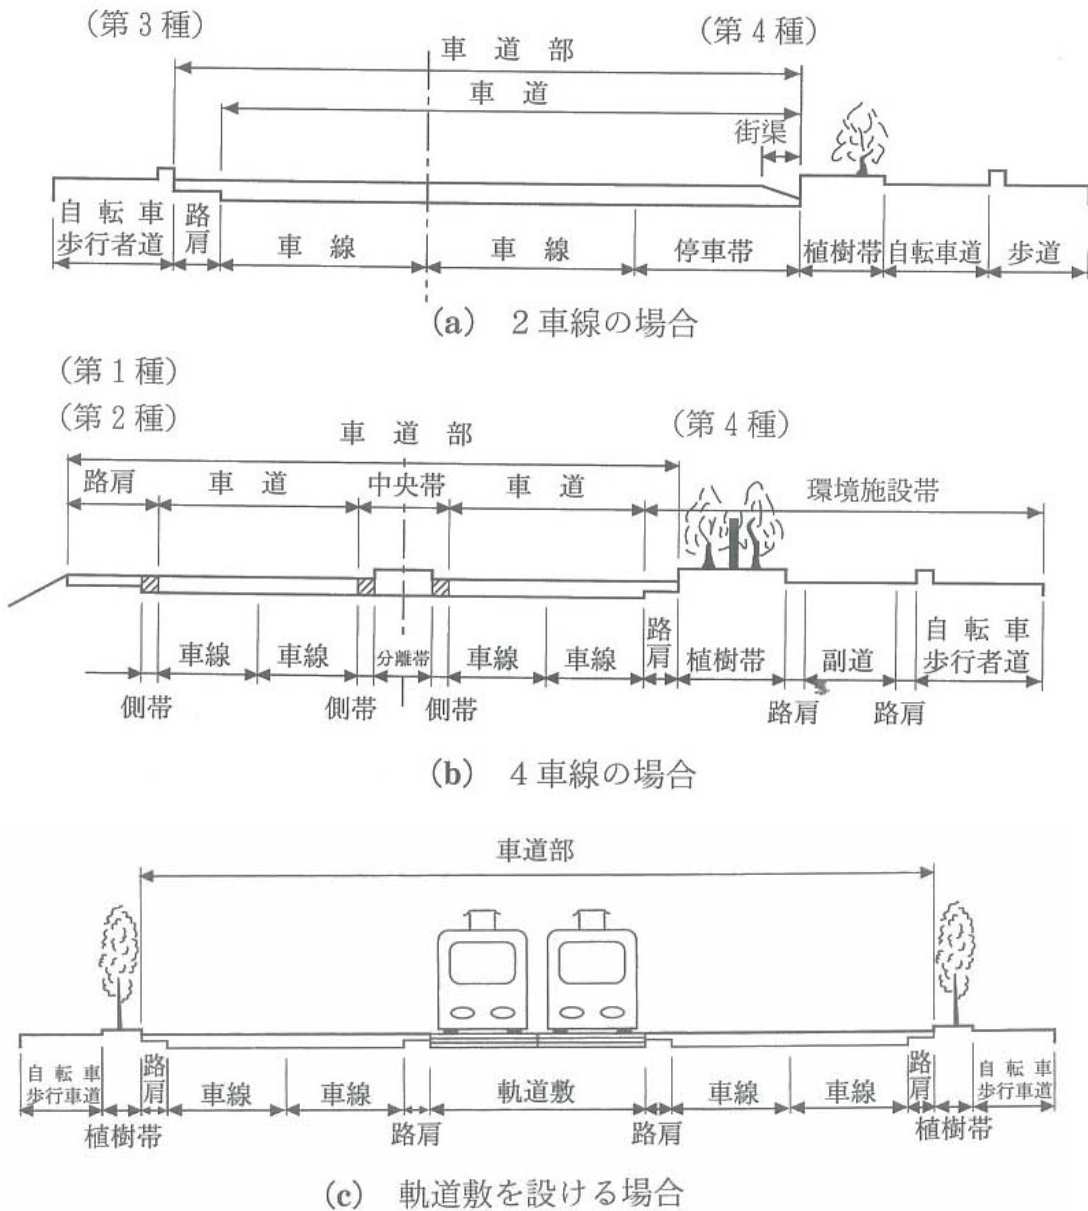 (第3種) (第4種)
車道部
車道
街渠
自転車 路
歩行者道 肩 車線 車線 停車帯 植樹帯 自転車道 歩道
(a) 2車線の場合
(第1種)
(第2種) 車道部 (第4種)
路肩 車道 中央帯 車道 環境施設帯
車線 車線 分離帯 車線 車線 路肩 植樹帯 副道 自転車
歩行者道
側帯 側帯 側帯 路肩 路肩
(b) 4車線の場合
車道部
自転車 路 路 自転車
歩行車道 肩 車線 車線 軌道敷 車線 車線 肩 歩行車道
植樹帯 路肩 路肩 植樹帯
(c) 軌道敷を設ける場合